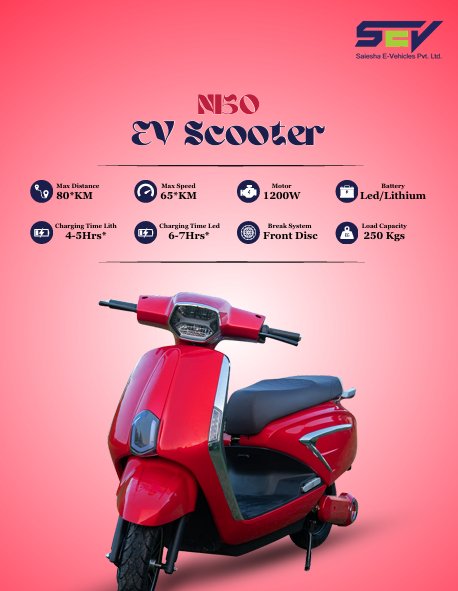 SEV
Saiesha E-Vehicles Pvt. Ltd.
N150
EV Scooter
Max Distance
80*KM
Max Speed
65*KM
Motor
1200W
Battery
Led/Lithium
Charging Time Lith
4-5Hrs*
Charging Time Led
6-7Hrs*
Break System
Front Disc
Load Capacity
250 Kgs